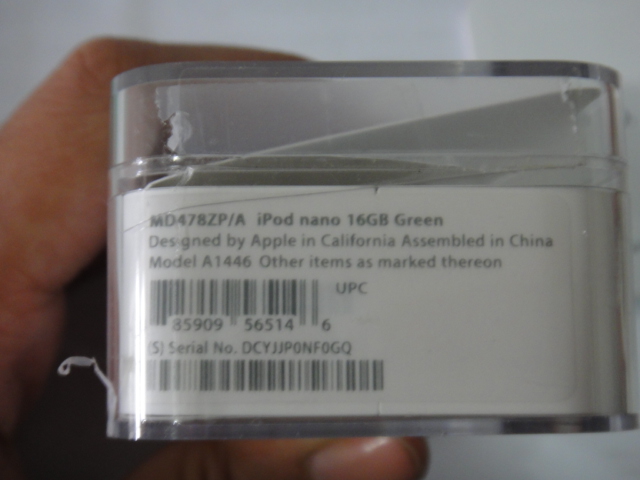 MD478ZP/A iPod nano 16GB Green
Designed by Apple in California Assembled in China
Model A1446 Other items as marked thereon
UPC
85909 56514 6
(S) Serial No. DCYJJP0NF0GQ